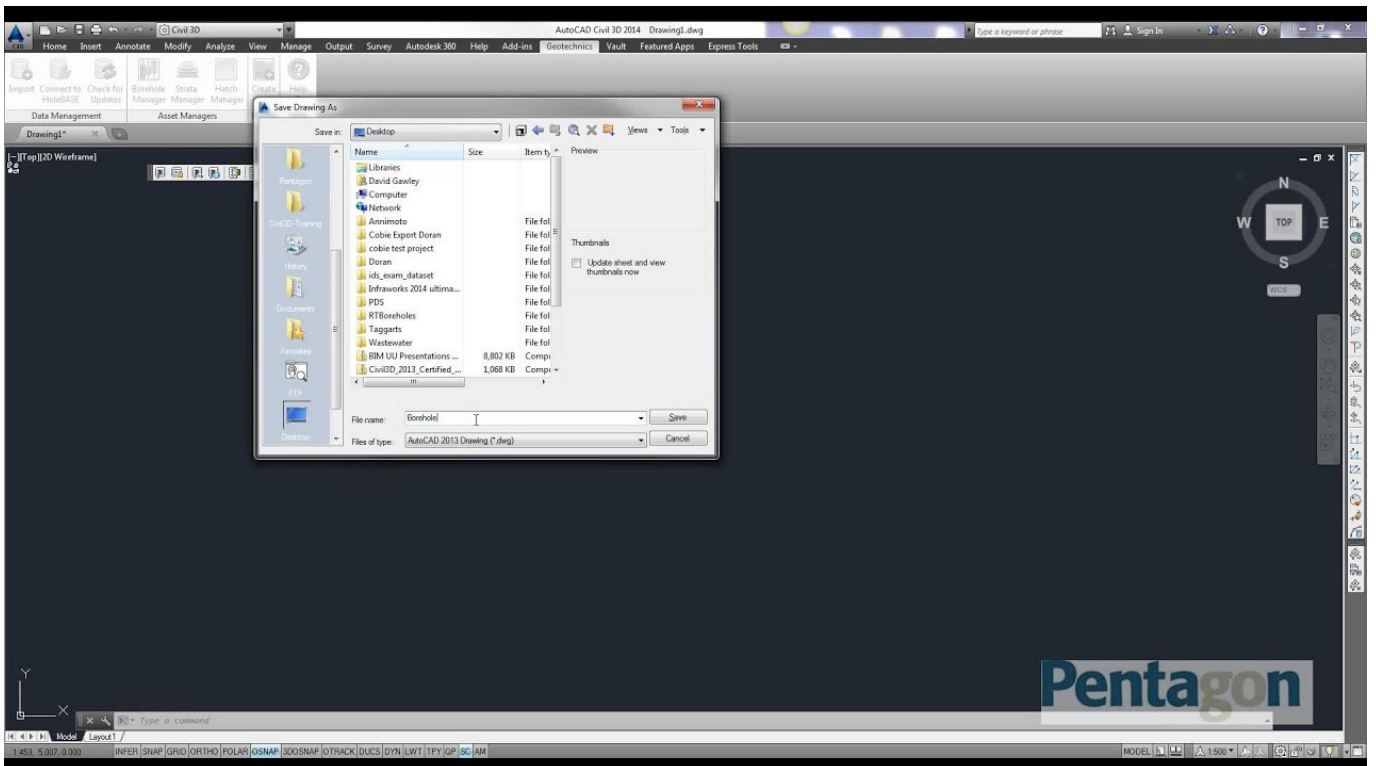 Civil 3D
AutoCAD Civil 3D 2014 Drawing1.dwg
Type a keyword or phrase
Sign In
C3D
Home Insert Annotate Modify Analyze View Manage Output Survey Autodesk 360 Help Add-ins Geotechnics Vault Featured Apps Express Tools
Import Connect to HoleBASE Check for Updates Borehole Manager Strata Manager Hatch Manager Create Help
Data Management Asset Managers
Drawing1*
[-][Top][2D Wireframe]
Save Drawing As
Save in: Desktop Views Tools
Name Size Item ty Preview
Libraries
David Gawley
Computer
Network
Annimoto File fol
Cobie Export Doran File fol
cobie test project File fol
Doran File fol
ids_exam_dataset File fol
Infraworks 2014 ultima... File fol
PDS File fol
RTBoreholes File fol
Taggarts File fol
Wastewater File fol
BIM UU Presentations ... 8,802 KB Compr
Civil3D_2013_Certified_... 1,068 KB Compr
Pentagon
Civil3D-Training
History
Documents
Favorites
FTP
Desktop
Thumbnails
Update sheet and view
thumbnails now
File name: Borehole Save
Files of type: AutoCAD 2013 Drawing (*.dwg) Cancel
N
W TOP E
S
WCS
Pentagon
Y
X
Type a command
Model Layout1
1.453, 5.007, 0.000 INFER SNAP GRID ORTHO POLAR OSNAP 3DOSNAP OTRACK DUCS DYN LWT TPY QP SC AM MODEL 1:500